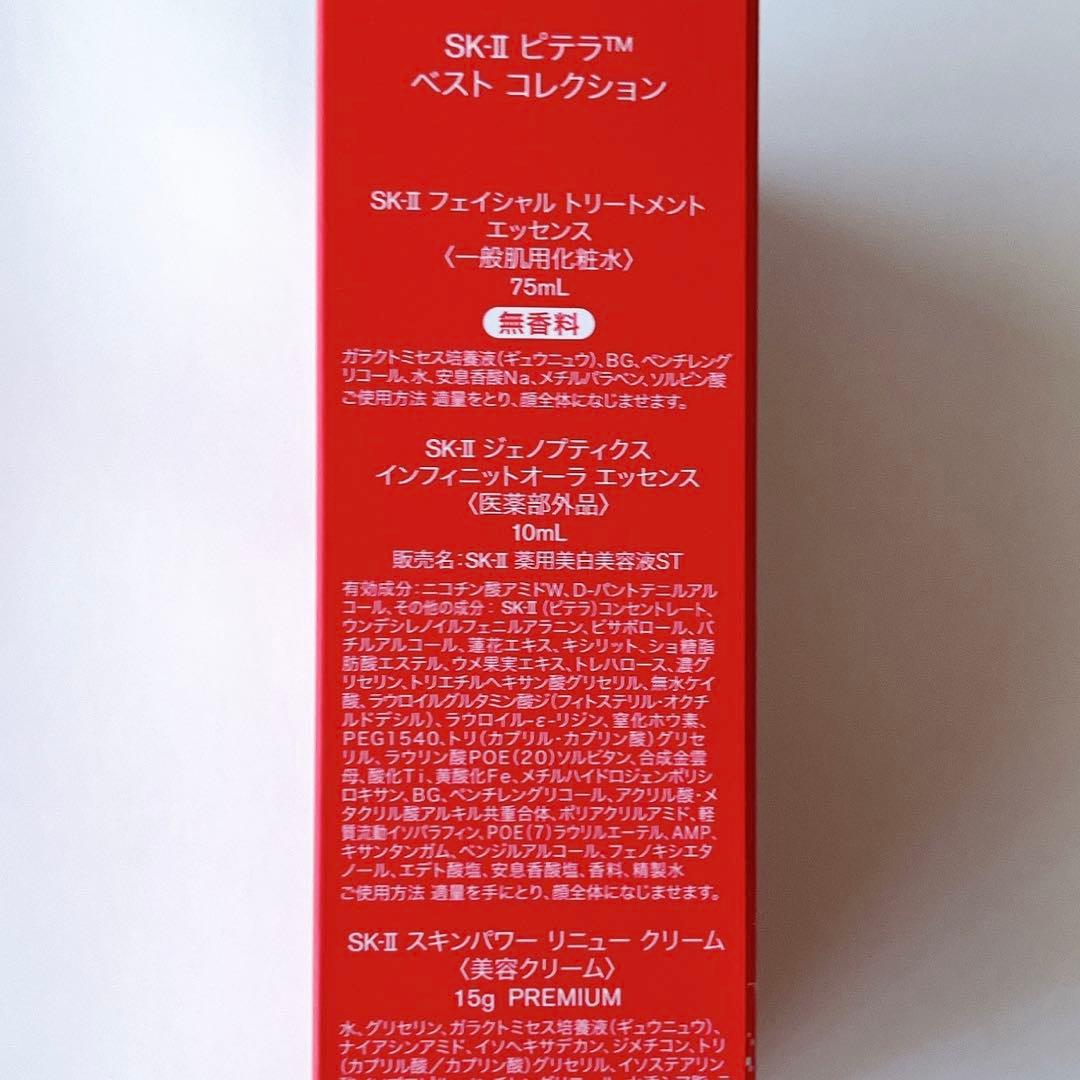 SK-Ⅱ ピテラ™
ベスト コレクション
SK-Ⅱ フェイシャル トリートメント
エッセンス
〈一般肌用化粧水〉
75mL
無香料
ガラクトミセス培養液(ギュウニュウ)、BG、ペンチレング
リコール、水、安息香酸Na、メチルパラベン、ソルビン酸
ご使用方法 適量をとり、顔全体になじませます。
SK-Ⅱ ジェノプティクス
インフィニットオーラ エッセンス
〈医薬部外品〉
10mL
販売名:SK-Ⅱ 薬用美白美容液ST
有効成分:ニコチン酸アミドW、D-パントテニルアル
コール、その他の成分: SK-Ⅱ(ピテラ)コンセントレート、
ウンデシレノイルフェニルアラニン、ビサボロール、バ
チルアルコール、蓮花エキス、キシリット、ショ糖脂
肪酸エステル、ウメ果実エキス、トレハロース、濃グ
リセリン、トリエチルヘキサン酸グリセリル、無水ケイ
酸、ラウロイルグルタミン酸ジ(フィトステリル・オクチ
ルドデシル)、ラウロイル-ε-リジン、窒化ホウ素、
PEG1540、トリ(カプリル・カプリン酸)グリセ
リル、ラウリン酸POE(20)ソルビタン、合成金雲
母、酸化Ti、黄酸化Fe、メチルハイドロジェンポリシ
ロキサン、BG、ペンチレングリコール、アクリル酸・メ
タクリル酸アルキル共重合体、ポリアクリルアミド、軽
質流動イソパラフィン、POE(7)ラウリルエーテル、AMP、
キサンタンガム、ベンジルアルコール、フェノキシエタ
ノール、エデト酸塩、安息香酸塩、香料、精製水
ご使用方法 適量を手にとり、顔全体になじませます。
SK-Ⅱ スキンパワー リニュー クリーム
〈美容クリーム〉
15g PREMIUM
水、グリセリン、ガラクトミセス培養液(ギュウニュウ)、
ナイアシンアミド、イソヘキサデカン、ジメチコン、トリ
(カプリル酸/カプリン酸)グリセリル、イソステアリン